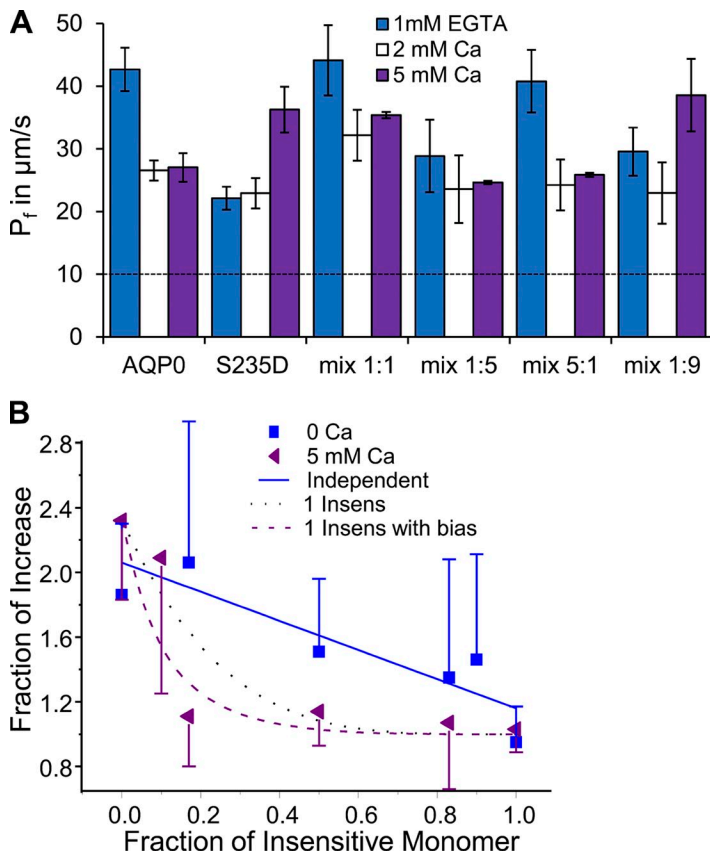 A
50
40
30
20
10
0
P_f in µm/s
1mM EGTA
2 mM Ca
5 mM Ca
AQP0 S235D mix 1:1 mix 1:5 mix 5:1 mix 1:9
B
2.8
2.4
2.0
1.6
1.2
0.8
Fraction of Increase
0 Ca
5 mM Ca
Independent
1 Insens
1 Insens with bias
0.0 0.2 0.4 0.6 0.8 1.0
Fraction of Insensitive Monomer